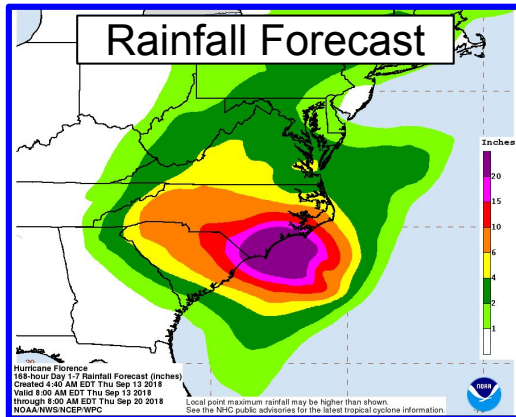 Rainfall Forecast
Inches
20
15
10
6
4
2
1
Hurricane Florence
168-hour Day 1-7 Rainfall Forecast (inches)
Created 4:40 AM EDT Thu Sep 13 2018
Valid 8:00 AM EDT Thu Sep 13 2018
through 8:00 AM EDT Thu Sep 20 2018
NOAA/NWS/NCEP/WPC
Local point maximum rainfall may be higher than shown.
See the NHC public advisories for the latest tropical cyclone information.
NOAA